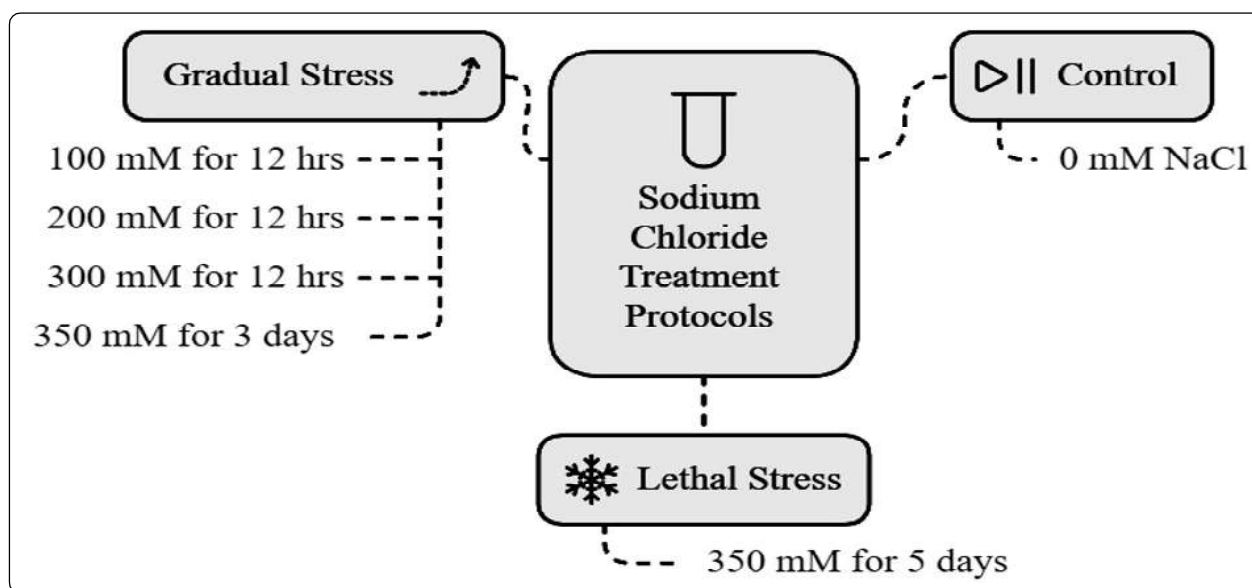 Gradual Stress
100 mM for 12 hrs
200 mM for 12 hrs
300 mM for 12 hrs
350 mM for 3 days
Sodium
Chloride
Treatment
Protocols
Control
0 mM NaCl
Lethal Stress
350 mM for 5 days